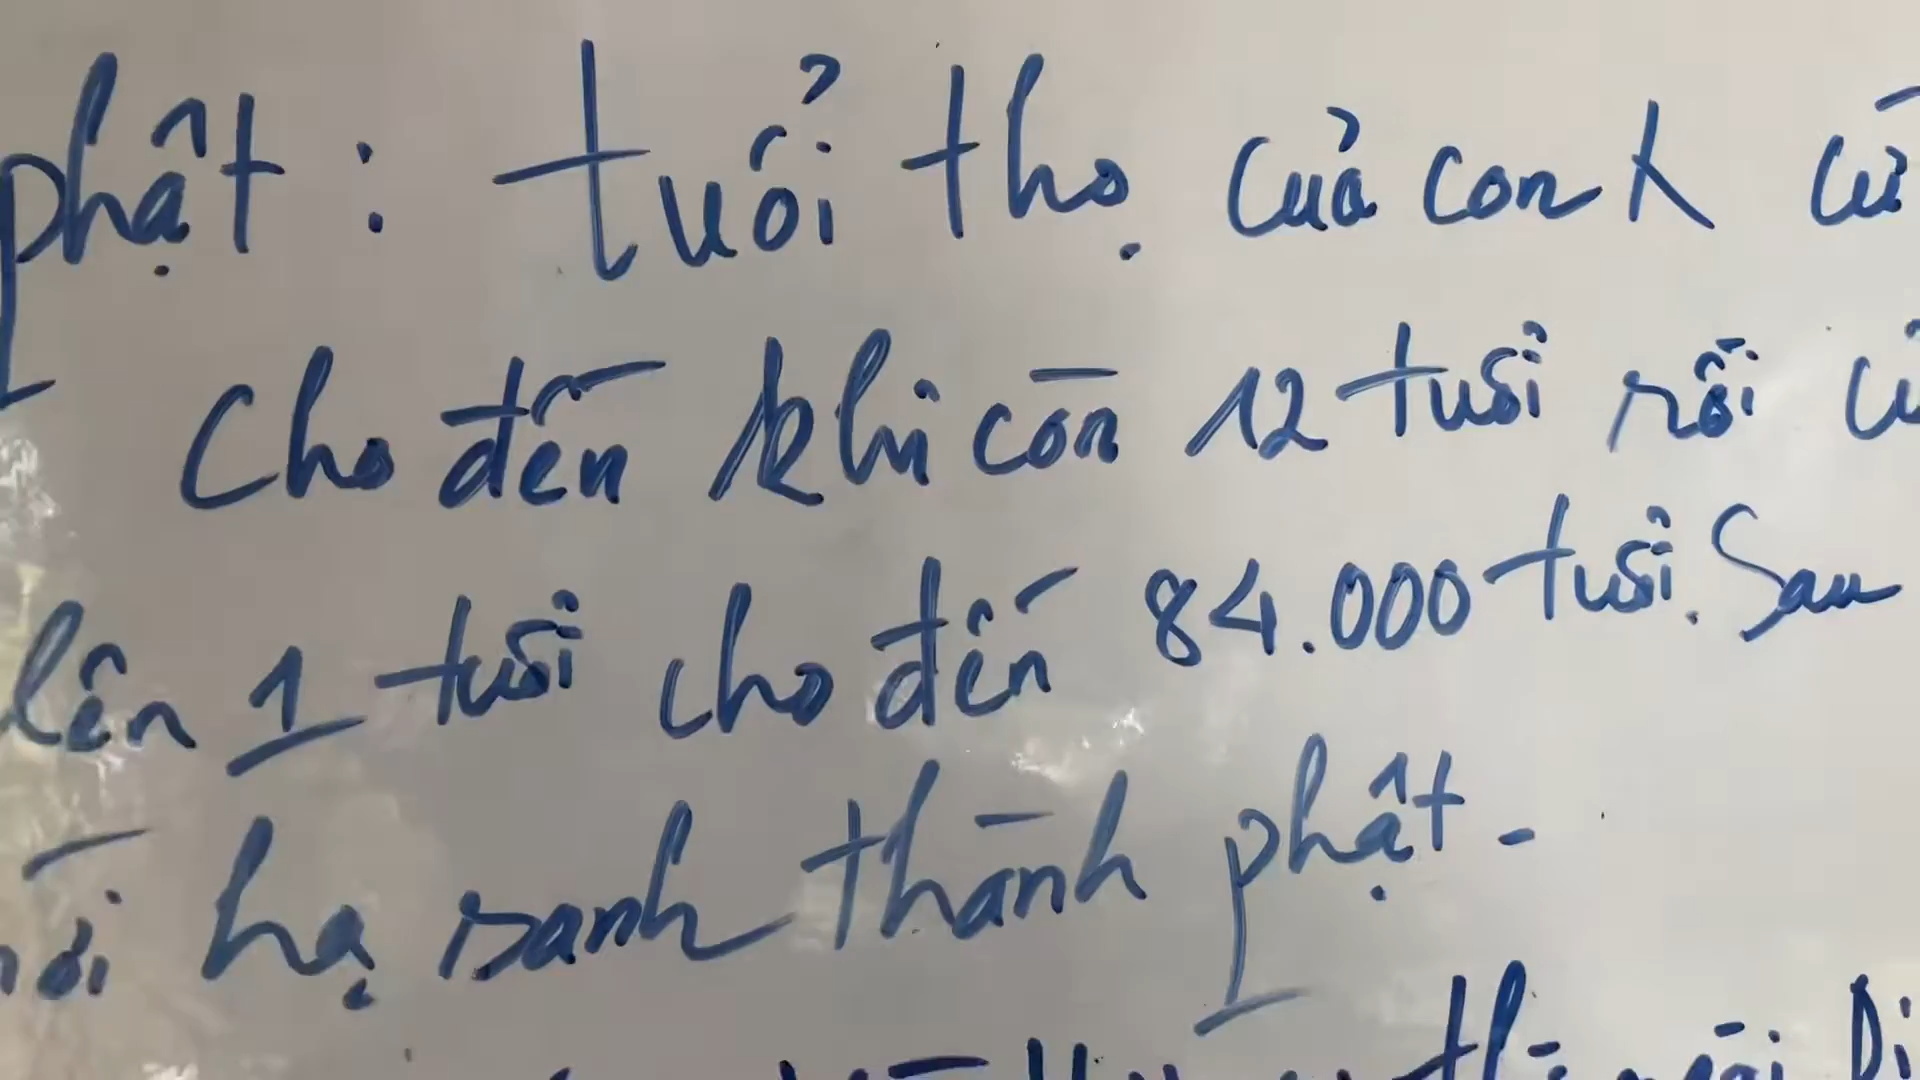 phật : tuổi thọ của con
cho đến khi còn 12 tuổi rồi
lên 1 tuổi cho đến 84.000 tuổi. Sau
hạ sanh thành phật.